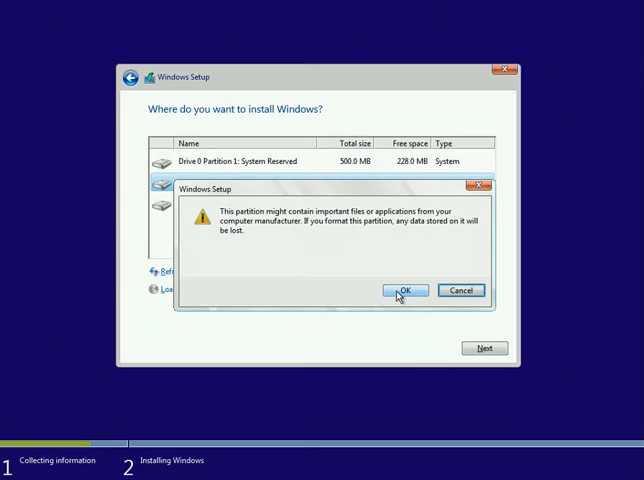 Windows Setup
Where do you want to install Windows?
Name Total size Free space Type
Drive 0 Partition 1: System Reserved 500.0 MB 228.0 MB System
Windows Setup
This partition might contain important files or applications from your
computer manufacturer. If you format this partition, any data stored on it will
be lost.
Refr
OK Cancel
Loa
Next
1 Collecting information 2 Installing Windows